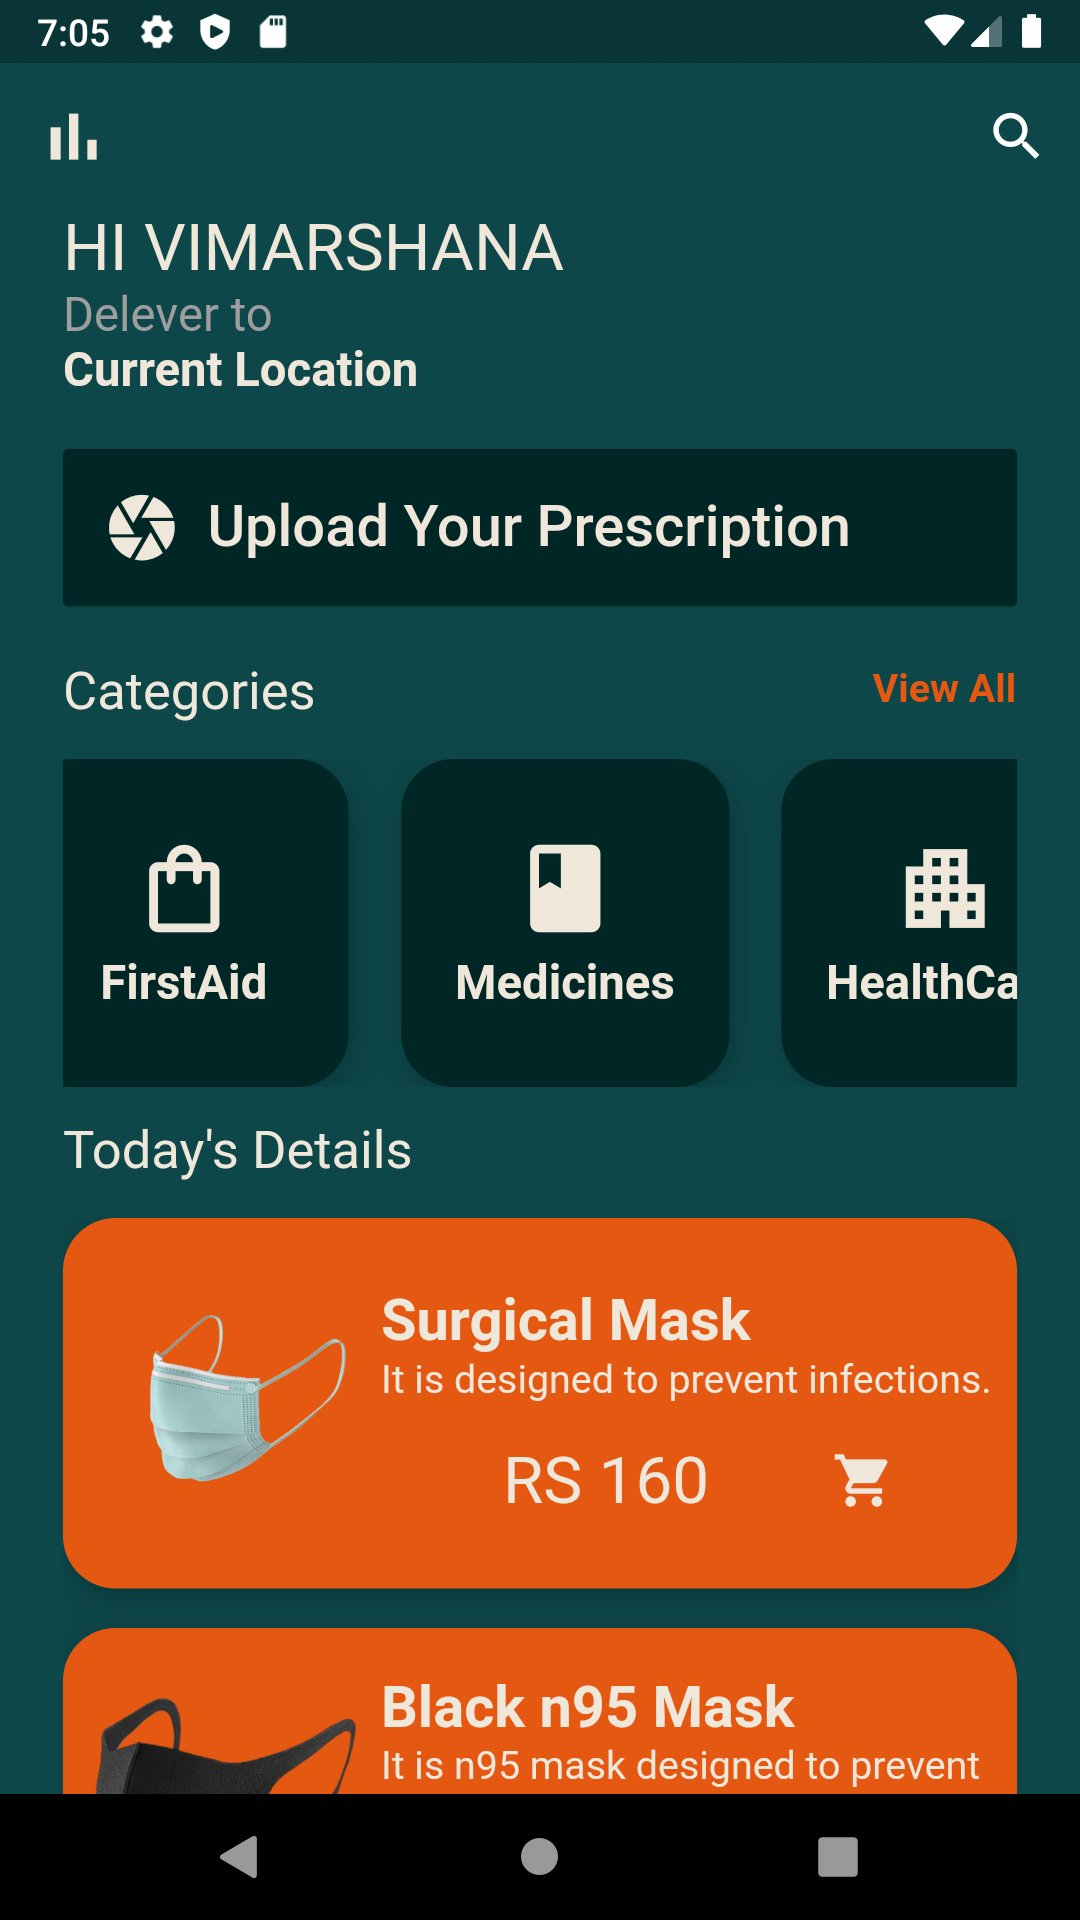 7:05
HI VIMARSHANA
Delever to
Current Location
Upload Your Prescription
Categories
View All
FirstAid
Medicines
HealthCa
Today's Details
Surgical Mask
It is designed to prevent infections.
RS 160
Black n95 Mask
It is n95 mask designed to prevent